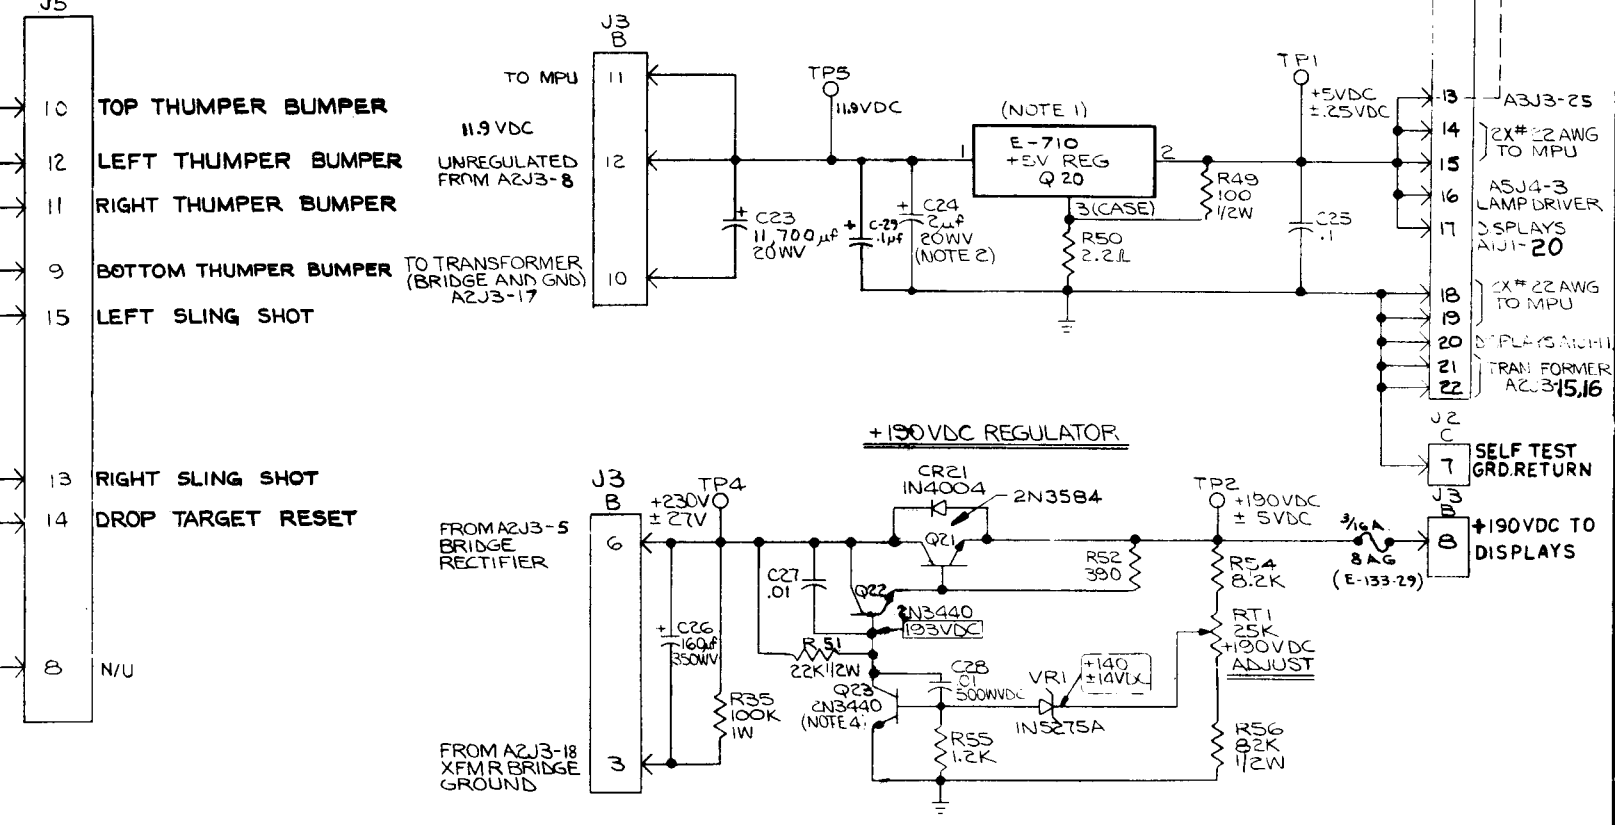 J5
10 TOP THUMPER BUMPER
12 LEFT THUMPER BUMPER
11 RIGHT THUMPER BUMPER
9 BOTTOM THUMPER BUMPER
15 LEFT SLING SHOT
13 RIGHT SLING SHOT
14 DROP TARGET RESET
8 N/U
J3
B
TO MPU 11
11.9 VDC
UNREGULATED 12
FROM A2J3-8
TO TRANSFORMER
(BRIDGE AND GND) 10
A2J3-17
+ C23
11,700 µf
20WV
TP5
11.9VDC
+ C-29
.1µf
+ C24
2µf
20WV
(NOTE 2)
(NOTE 1)
1 E-710 2
+5V REG
Q20
3(CASE)
R49
100
1/2W
R50
2.2Ω
TP1
+5VDC
±.25VDC
C25
.1
13 A3J3-25
14 2X#22 AWG
TO MPU
15
16 A5J4-3
LAMP DRIVER
17 DISPLAYS
A1J1-20
18 2X#22 AWG
TO MPU
19
20
21 TRANSFORMER
22 A2J3-15,16
J2
C
7 SELF TEST
GRD.RETURN
+190VDC REGULATOR
J3
B
FROM A2J3-5 6
BRIDGE
RECTIFIER
FROM A2J3-18
XFMR BRIDGE 3
GROUND
+230V
± 27V
TP4
+ C26
160µf
350WV
R35
100K
1W
C27
.01
R51
22K 1/2W
CR21
1N4004
2N3584
Q21
Q22
2N3440
193VDC
Q23
2N3440
(NOTE 4)
C28
.01
500WVDC
R55
1.2K
VR1
1N5275A
+140
±14VDC
R52
390
TP2
+190VDC
± 5VDC
R54
8.2K
RT1
25K
+190VDC
ADJUST
R56
82K
1/2W
3/16A.
8AG
(E-133-29)
J3
B
8 +190VDC TO
DISPLAYS